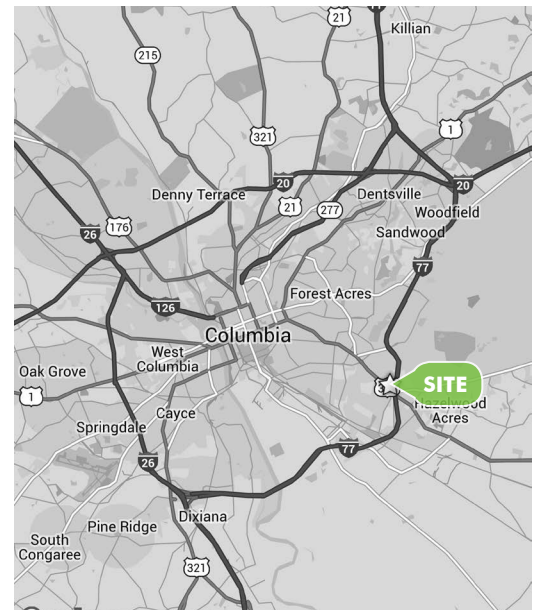 21
Killian
215
1
321
Denny Terrace
20
20
Dentsville
21
277
Woodfield
176
Sandwood
26
77
Forest Acres
126
Columbia
West
Columbia
Oak Grove
SITE
1
Hazelwood
Acres
Cayce
Springdale
77
26
Dixiana
Pine Ridge
South
Congaree
321